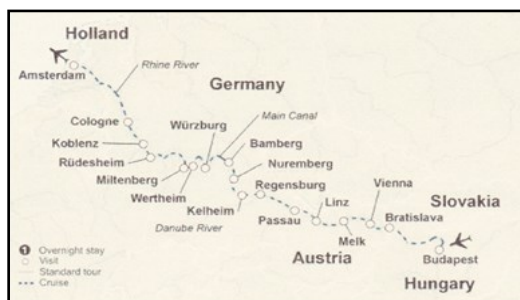 Holland
Amsterdam
Rhine River
Germany
Cologne
Koblenz
Rüdesheim
Würzburg
Main Canal
Bamberg
Nuremberg
Miltenberg
Wertheim
Regensburg
Kelheim
Danube River
Passau
Linz
Vienna
Slovakia
Bratislava
Melk
Austria
Budapest
Hungary
1 Overnight stay
Visit
Standard tour
Cruise